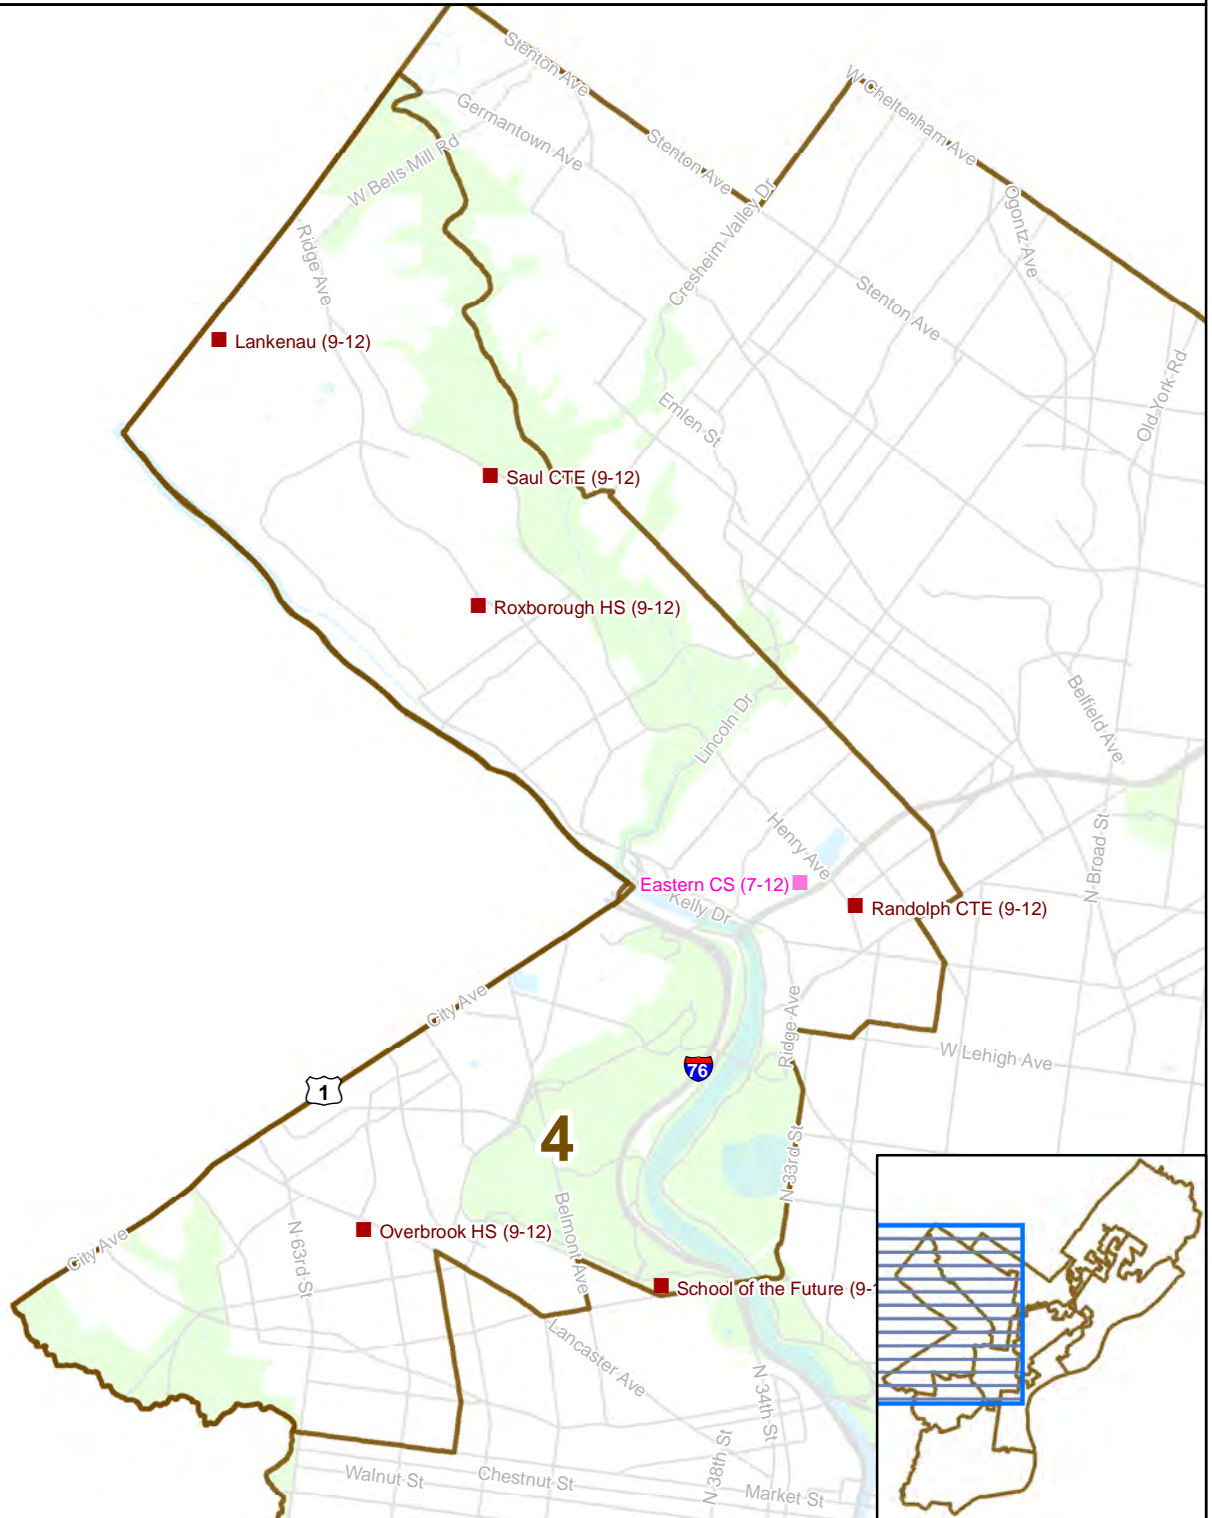 Stenton Ave
W Cheltenham Ave
Germantown Ave
Stenton Ave
W Bells Mill Rd
Cresheim Valley Dr
Ogontz Ave
Ridge Ave
Stenton Ave
Lankenau (9-12)
Old York Rd
Emlen St
Saul CTE (9-12)
Roxborough HS (9-12)
Belfield Ave
Lincoln Dr
Henry Ave
N Broad St
Eastern CS (7-12)
Kelly Dr
Randolph CTE (9-12)
City Ave
Ridge Ave
W Lehigh Ave
76
1
4
N 33rd St
Belmont Ave
N 63rd St
Overbrook HS (9-12)
City Ave
School of the Future (9-
Lancaster Ave
N 34th St
N 38th St
Walnut St
Chestnut St
Market St